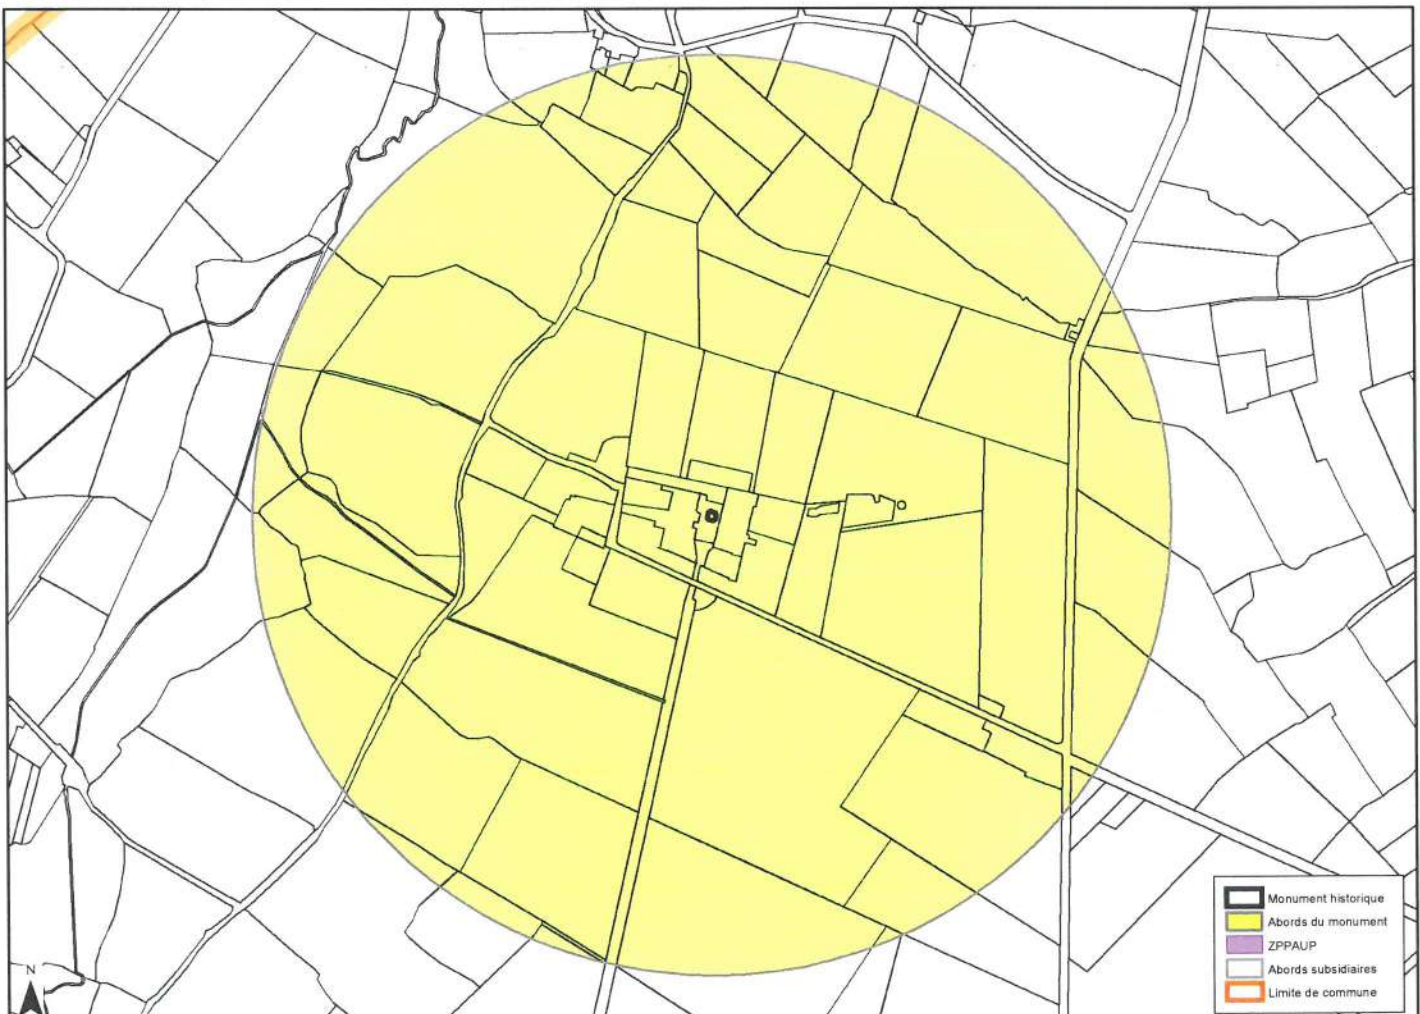 Monument historique
Abords du monument
ZPPAUP
Abords subsidiaires
Limite de commune
N